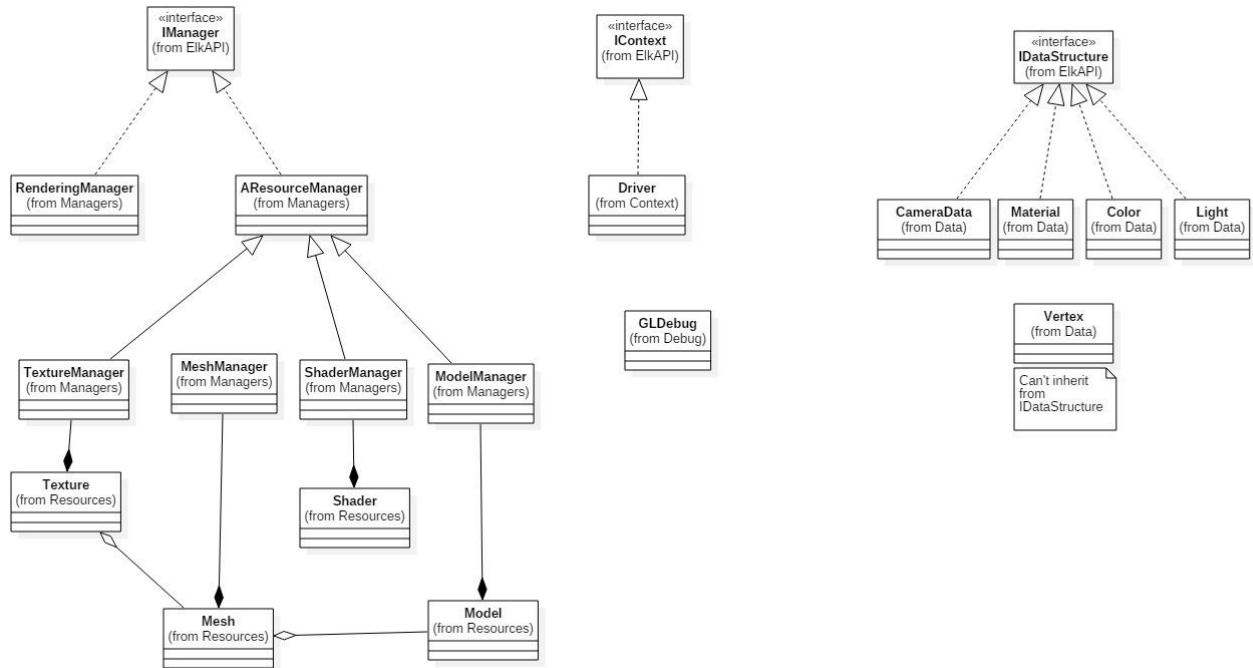 «interface»
IManager
(from ElkAPI)
«interface»
IContext
(from ElkAPI)
«interface»
IDataStructure
(from ElkAPI)
RenderingManager
(from Managers)
AResourceManager
(from Managers)
Driver
(from Context)
CameraData
(from Data)
Material
(from Data)
Color
(from Data)
Light
(from Data)
GLDebug
(from Debug)
Vertex
(from Data)
Can't inherit
from
IDataStructure
TextureManager
(from Managers)
MeshManager
(from Managers)
ShaderManager
(from Managers)
ModelManager
(from Managers)
Texture
(from Resources)
Shader
(from Resources)
Mesh
(from Resources)
Model
(from Resources)